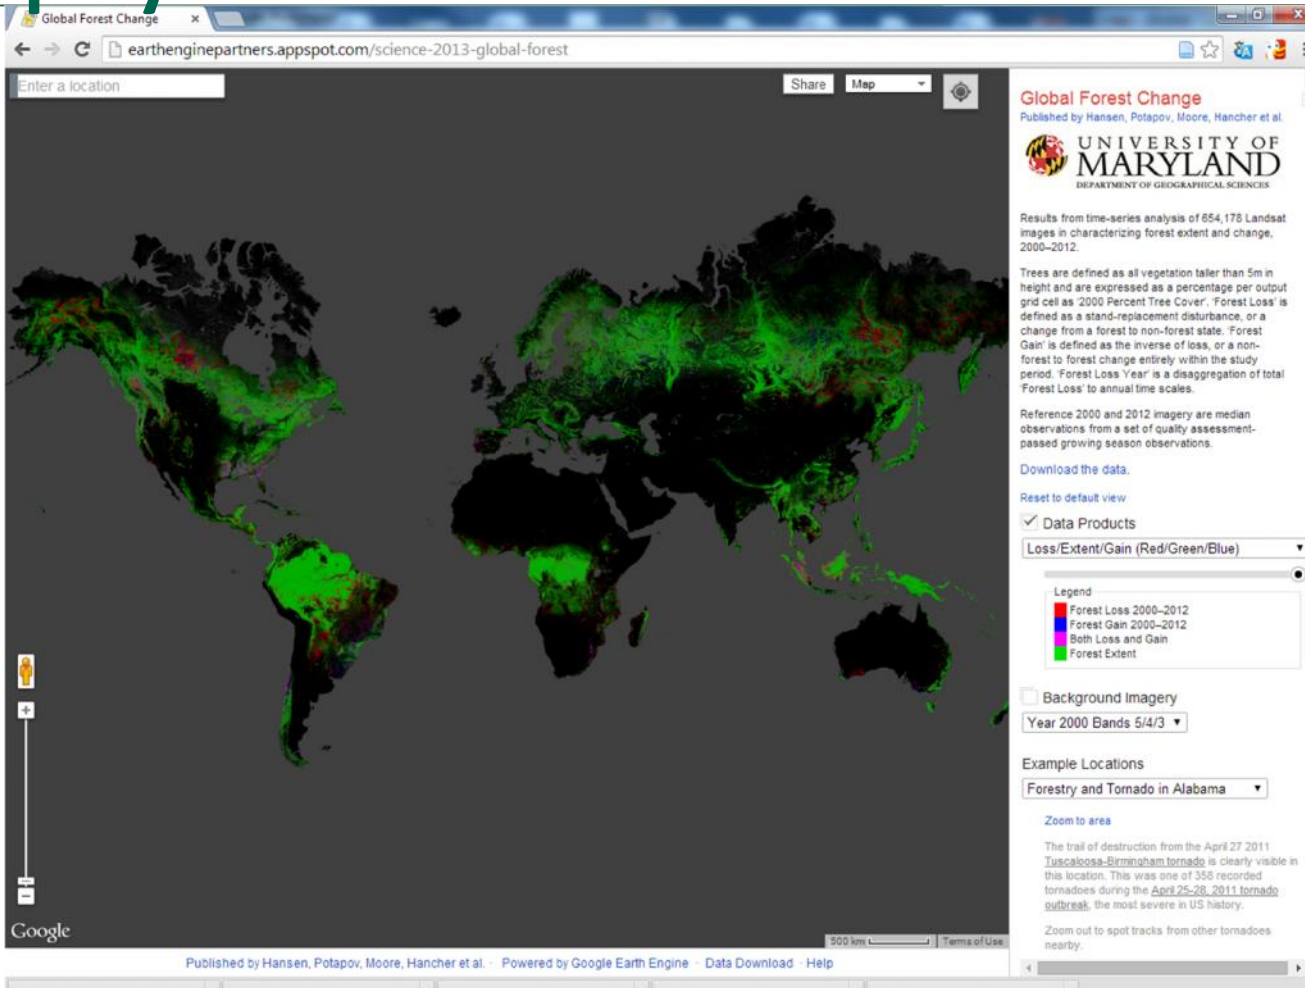 Global Forest Change
earthenginepartners.appspot.com/science-2013-global-forest
Enter a location
Share
Map
Global Forest Change
Published by Hansen, Potapov, Moore, Hancher et al.
UNIVERSITY OF
MARYLAND
DEPARTMENT OF GEOGRAPHICAL SCIENCES
Results from time-series analysis of 654,178 Landsat
images in characterizing forest extent and change,
2000–2012.
Trees are defined as all vegetation taller than 5m in
height and are expressed as a percentage per output
grid cell as '2000 Percent Tree Cover'. 'Forest Loss' is
defined as a stand-replacement disturbance, or a
change from a forest to non-forest state. 'Forest
Gain' is defined as the inverse of loss, or a non-
forest to forest change entirely within the study
period. 'Forest Loss Year' is a disaggregation of total
'Forest Loss' to annual time scales.
Reference 2000 and 2012 imagery are median
observations from a set of quality assessment-
passed growing season observations.
Download the data.
Reset to default view
Data Products
Loss/Extent/Gain (Red/Green/Blue)
Legend
Forest Loss 2000–2012
Forest Gain 2000–2012
Both Loss and Gain
Forest Extent
Background Imagery
Year 2000 Bands 5/4/3
Example Locations
Forestry and Tornado in Alabama
Zoom to area
The trail of destruction from the April 27 2011
Tuscaloosa-Birmingham tornado is clearly visible in
this location. This was one of 358 recorded
tornadoes during the April 25-28, 2011 tornado
outbreak, the most severe in US history.
Zoom out to spot tracks from other tornadoes
nearby.
Google
500 km
Terms of Use
Published by Hansen, Potapov, Moore, Hancher et al. - Powered by Google Earth Engine - Data Download - Help